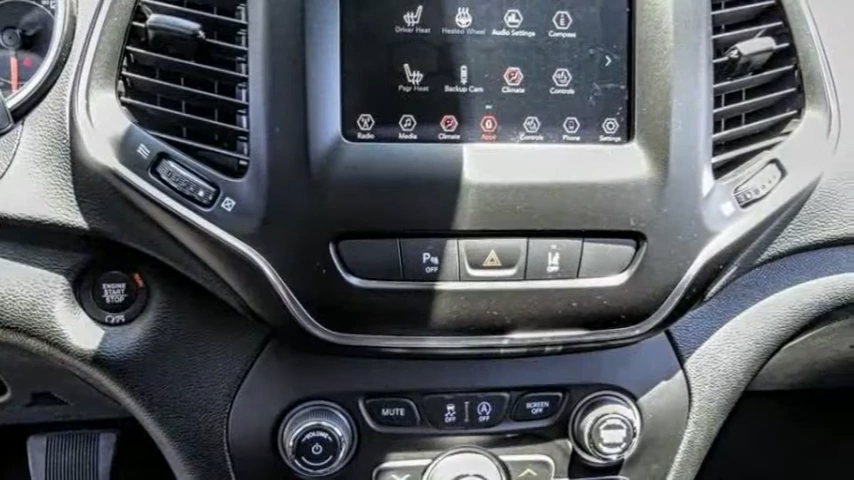 Driver Heat Heated Wheel Audio Settings Compass
Psgr Heat Backup Cam Climate Controls
Radio Media Climate Apps Controls Phone Settings
P OFF
OFF
ENGINE
START
STOP
MUTE
OFF
OFF
SCREEN
OFF
VOLUME